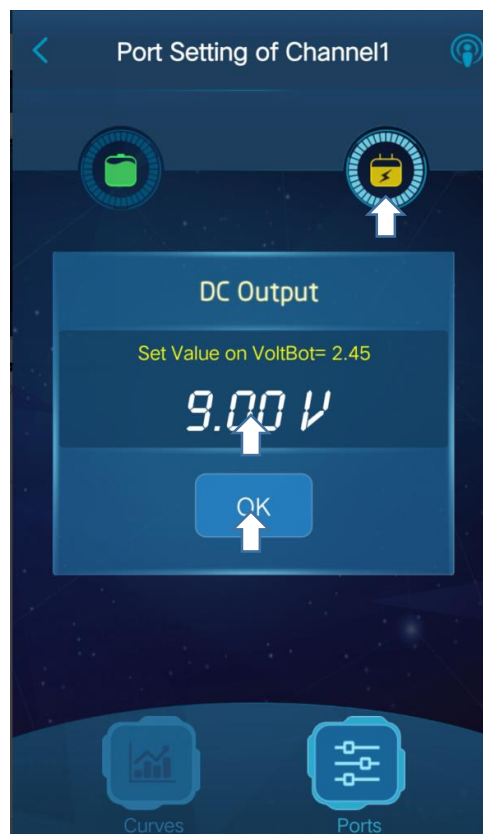 Port Setting of Channel1
DC Output
Set Value on VoltBot= 2.45
9.00 V
OK
Curves
Ports